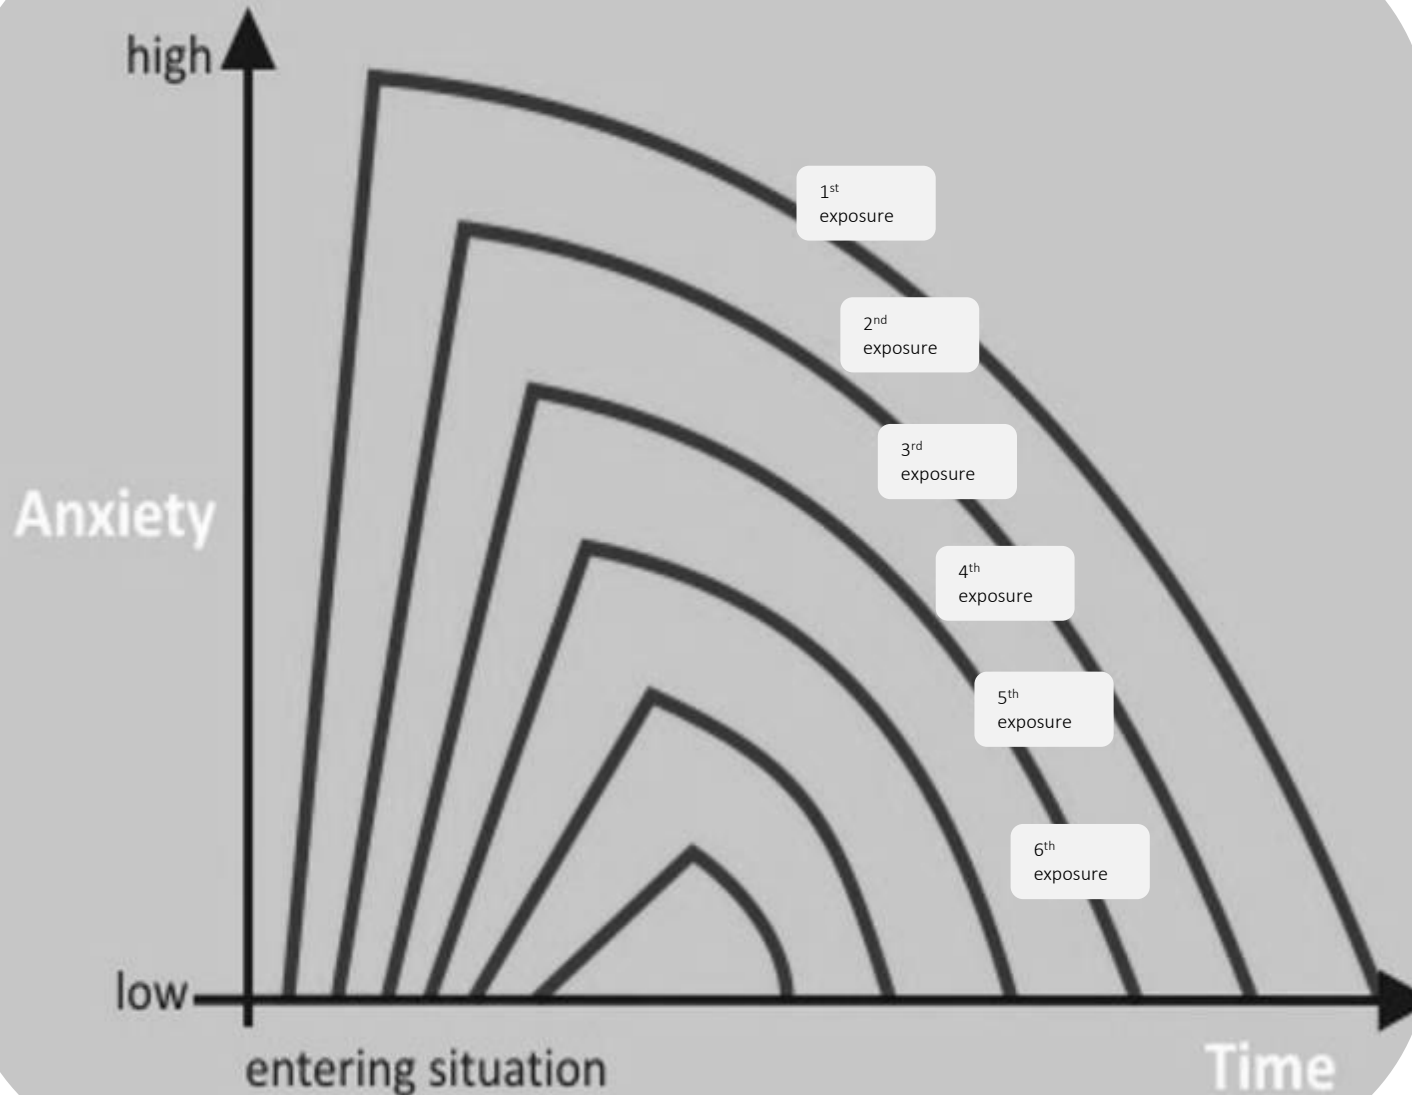 high
1st
exposure
2nd
exposure
3rd
exposure
Anxiety
4th
exposure
5th
exposure
6th
exposure
low
entering situation
Time